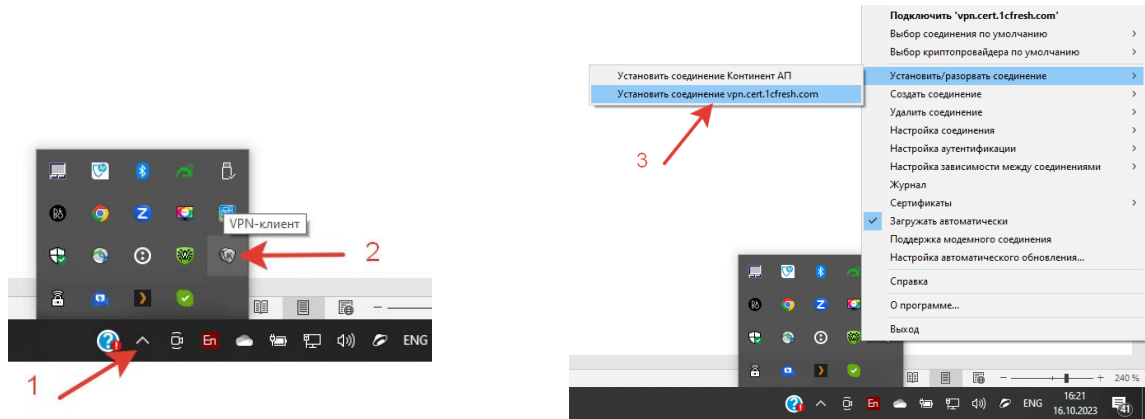 VPN-клиент
2
En
ENG
1
Подключить 'vpn.cert.1cfresh.com'
Выбор соединения по умолчанию
Выбор криптопровайдера по умолчанию
Установить/разорвать соединение
Установить соединение Континент АП
Установить соединение vpn.cert.1cfresh.com
3
Создать соединение
Удалить соединение
Настройка соединения
Настройка аутентификации
Настройка зависимости между соединениями
Журнал
Сертификаты
Загружать автоматически
Поддержка модемного соединения
Настройка автоматического обновления...
Справка
О программе...
Выход
240 %
En
ENG
16:21
16.10.2023
41